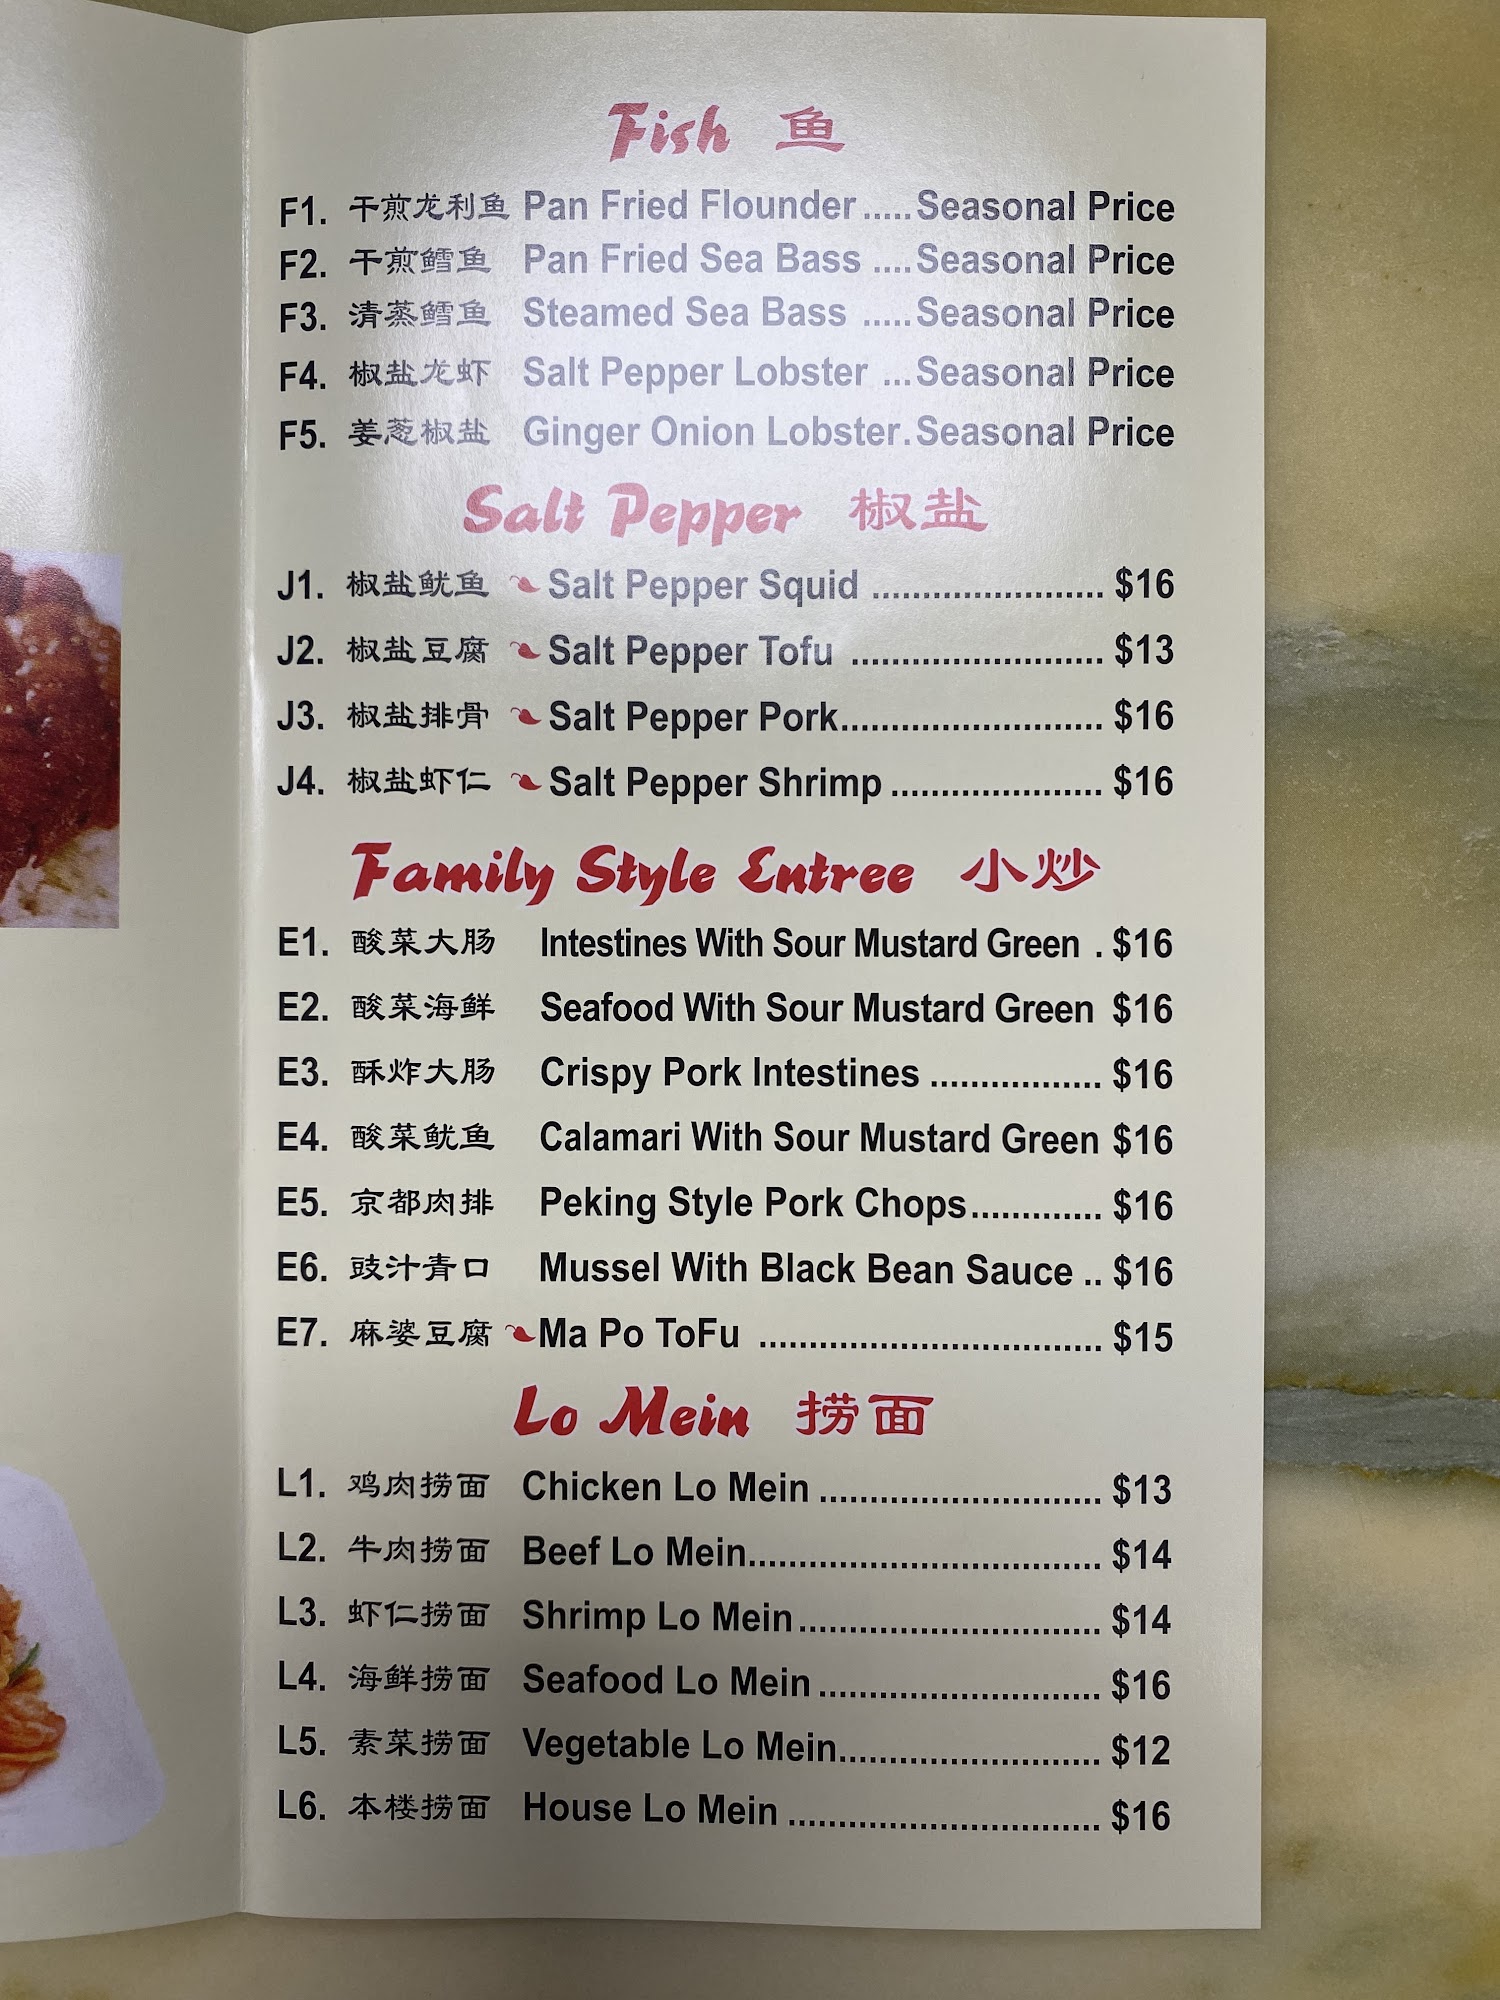 Fish 鱼
F1. 干煎龙利鱼 Pan Fried Flounder.....Seasonal Price
F2. 干煎鳕鱼 Pan Fried Sea Bass ....Seasonal Price
F3. 清蒸鳕鱼 Steamed Sea Bass .....Seasonal Price
F4. 椒盐龙虾 Salt Pepper Lobster ...Seasonal Price
F5. 姜葱椒盐 Ginger Onion Lobster.Seasonal Price
Salt Pepper 椒盐
J1. 椒盐鱿鱼 Salt Pepper Squid ....................... $16
J2. 椒盐豆腐 Salt Pepper Tofu ......................... $13
J3. 椒盐排骨 Salt Pepper Pork.......................... $16
J4. 椒盐虾仁 Salt Pepper Shrimp ..................... $16
Family Style Entree 小炒
E1. 酸菜大肠 Intestines With Sour Mustard Green . $16
E2. 酸菜海鲜 Seafood With Sour Mustard Green $16
E3. 酥炸大肠 Crispy Pork Intestines ................. $16
E4. 酸菜鱿鱼 Calamari With Sour Mustard Green $16
E5. 京都肉排 Peking Style Pork Chops............. $16
E6. 豉汁青口 Mussel With Black Bean Sauce .. $16
E7. 麻婆豆腐 Ma Po ToFu .................................. $15
Lo Mein 捞面
L1. 鸡肉捞面 Chicken Lo Mein ............................ $13
L2. 牛肉捞面 Beef Lo Mein................................... $14
L3. 虾仁捞面 Shrimp Lo Mein.............................. $14
L4. 海鲜捞面 Seafood Lo Mein ............................ $16
L5. 素菜捞面 Vegetable Lo Mein.......................... $12
L6. 本楼捞面 House Lo Mein ............................... $16